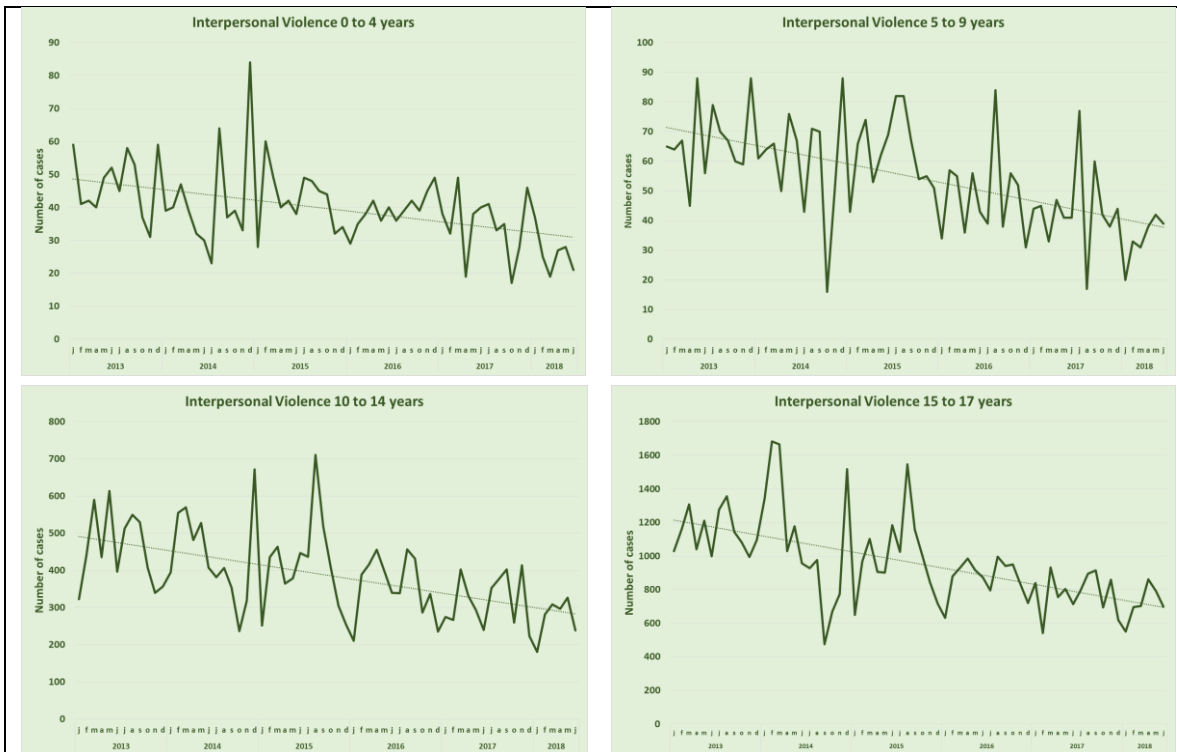 Interpersonal Violence 0 to 4 years
Number of cases
90
80
70
60
50
40
30
20
10
0
j f m a m j j a s o n d j f m a m j j a s o n d j f m a m j j a s o n d j f m a m j j a s o n d j f m a m j j a s o n d j f m a m j
2013 2014 2015 2016 2017 2018
Interpersonal Violence 5 to 9 years
Number of cases
100
90
80
70
60
50
40
30
20
10
0
j f m a m j j a s o n d j f m a m j j a s o n d j f m a m j j a s o n d j f m a m j j a s o n d j f m a m j j a s o n d j f m a m j
2013 2014 2015 2016 2017 2018
Interpersonal Violence 10 to 14 years
Number of cases
800
700
600
500
400
300
200
100
0
j f m a m j j a s o n d j f m a m j j a s o n d j f m a m j j a s o n d j f m a m j j a s o n d j f m a m j j a s o n d j f m a m j
2013 2014 2015 2016 2017 2018
Interpersonal Violence 15 to 17 years
Number of cases
1800
1600
1400
1200
1000
800
600
400
200
0
j f m a m j j a s o n d j f m a m j j a s o n d j f m a m j j a s o n d j f m a m j j a s o n d j f m a m j j a s o n d j f m a m j
2013 2014 2015 2016 2017 2018